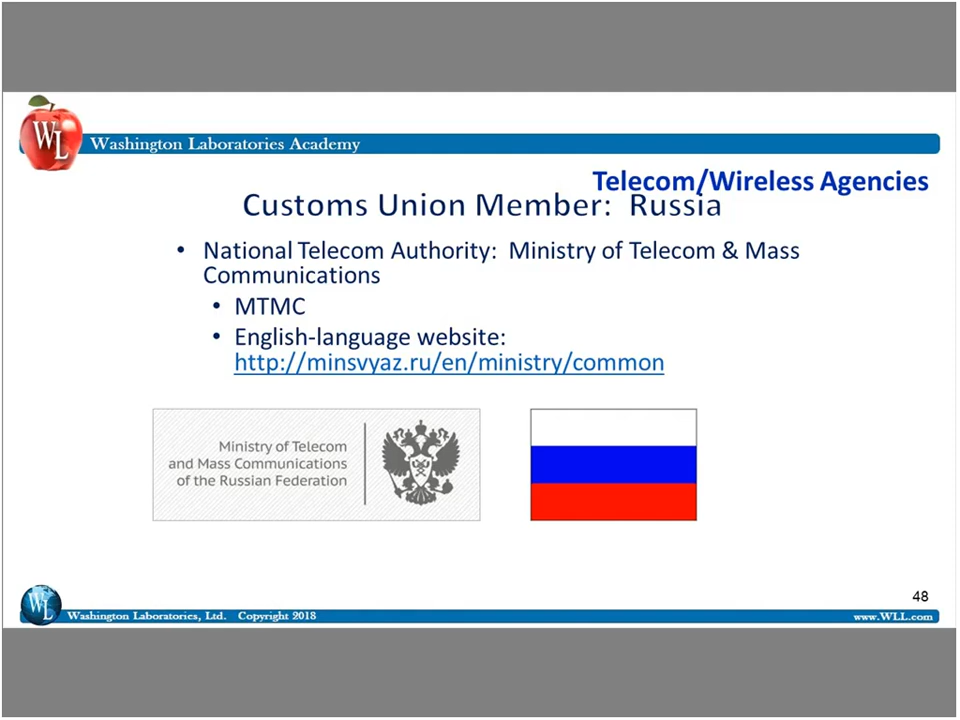 WL
Washington Laboratories Academy
Telecom/Wireless Agencies
Customs Union Member: Russia
• National Telecom Authority: Ministry of Telecom & Mass
Communications
• MTMC
• English-language website:
http://minsvyaz.ru/en/ministry/common
Ministry of Telecom
and Mass Communications
of the Russian Federation
48
WL
Washington Laboratories, Ltd. Copyright 2018
www.WLL.com